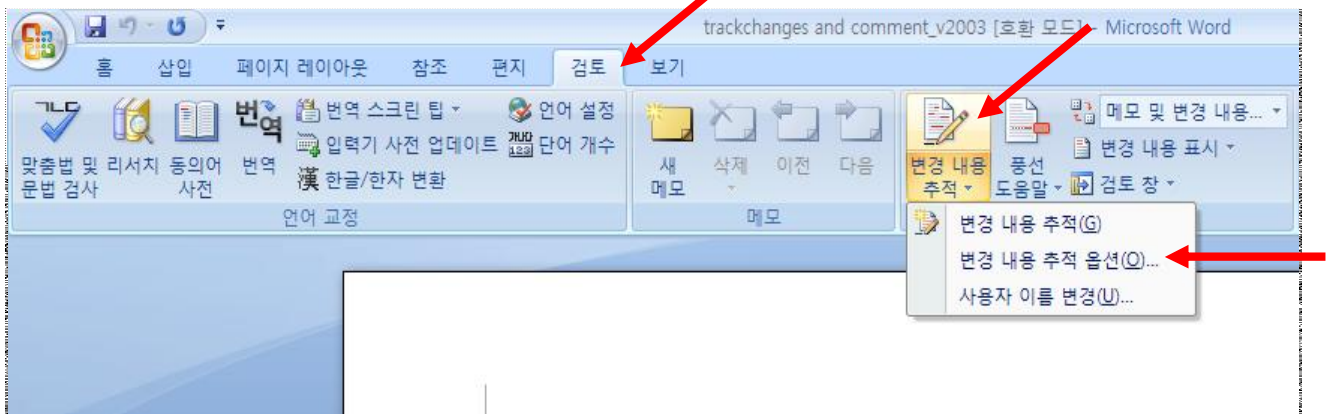 trackchanges and comment_v2003 [호환 모드] - Microsoft Word
홈 삽입 페이지 레이아웃 참조 편지 검토 보기
맞춤법 및
문법 검사
리서치
동의어
사전
번역
번역
번역 스크린 팁
입력기 사전 업데이트
漢 한글/한자 변환
언어 설정
단어 개수
언어 교정
새
메모
삭제
이전
다음
메모
변경 내용
추적
풍선
도움말
메모 및 변경 내용...
변경 내용 표시
검토 창
변경 내용 추적(G)
변경 내용 추적 옵션(O)...
사용자 이름 변경(U)...